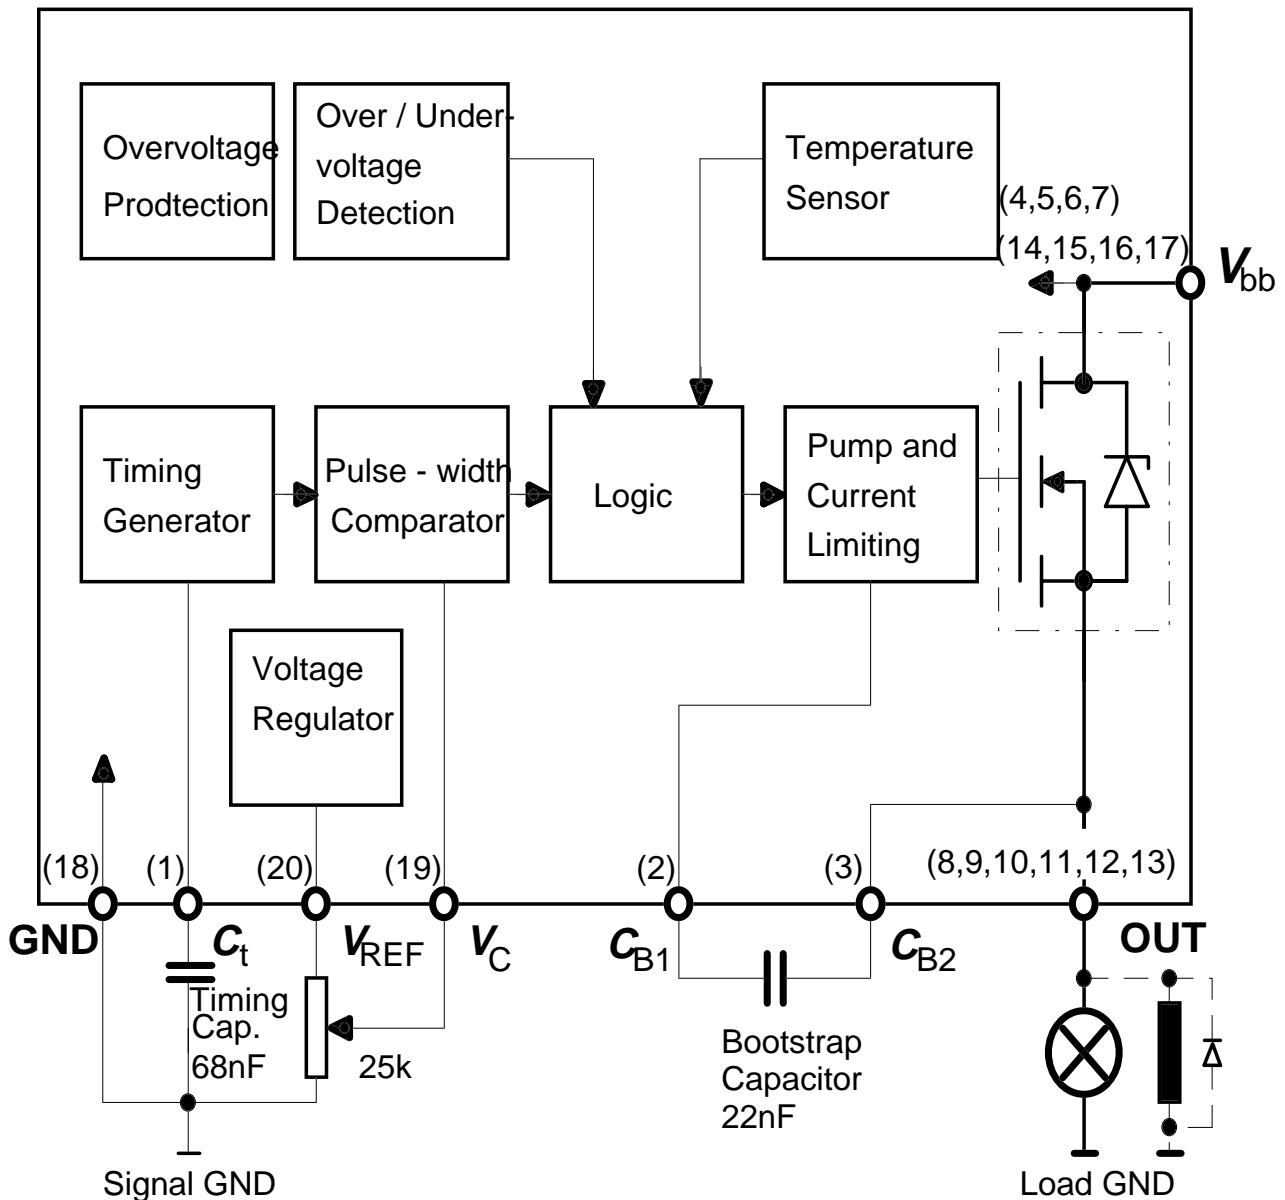 Overvoltage
Prodtection
Over / Under-
voltage
Detection
Temperature
Sensor
(4,5,6,7)
(14,15,16,17)
Vbb
Timing
Generator
Pulse - width
Comparator
Logic
Pump and
Current
Limiting
Voltage
Regulator
(18)
(1)
(20)
(19)
(2)
(3)
(8,9,10,11,12,13)
GND
Ct
VREF
VC
CB1
CB2
OUT
Timing
Cap.
68nF
25k
Bootstrap
Capacitor
22nF
Signal GND
Load GND